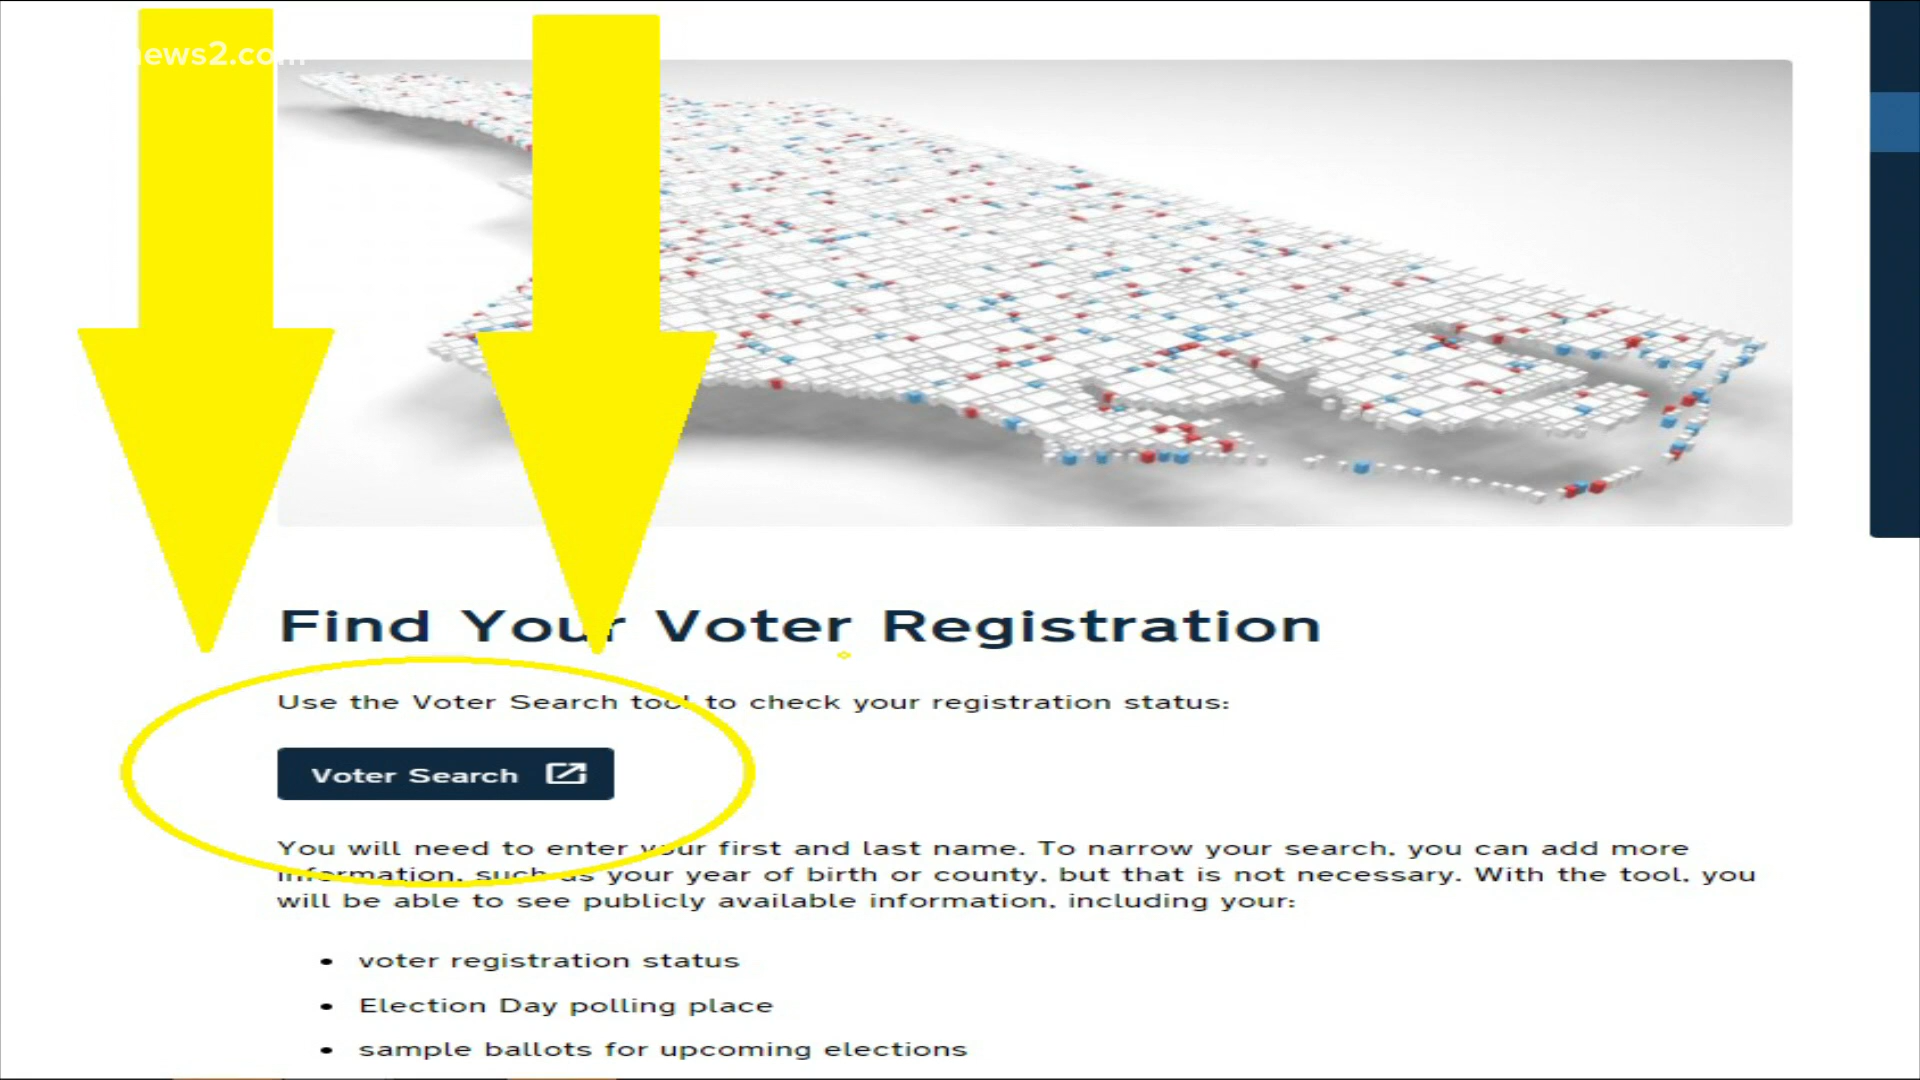 news2.com
Find Your Voter Registration
Use the Voter Search tool to check your registration status:
Voter Search
You will need to enter your first and last name. To narrow your search, you can add more
information, such as your year of birth or county, but that is not necessary. With the tool, you
will be able to see publicly available information, including your:
• voter registration status
• Election Day polling place
• sample ballots for upcoming elections